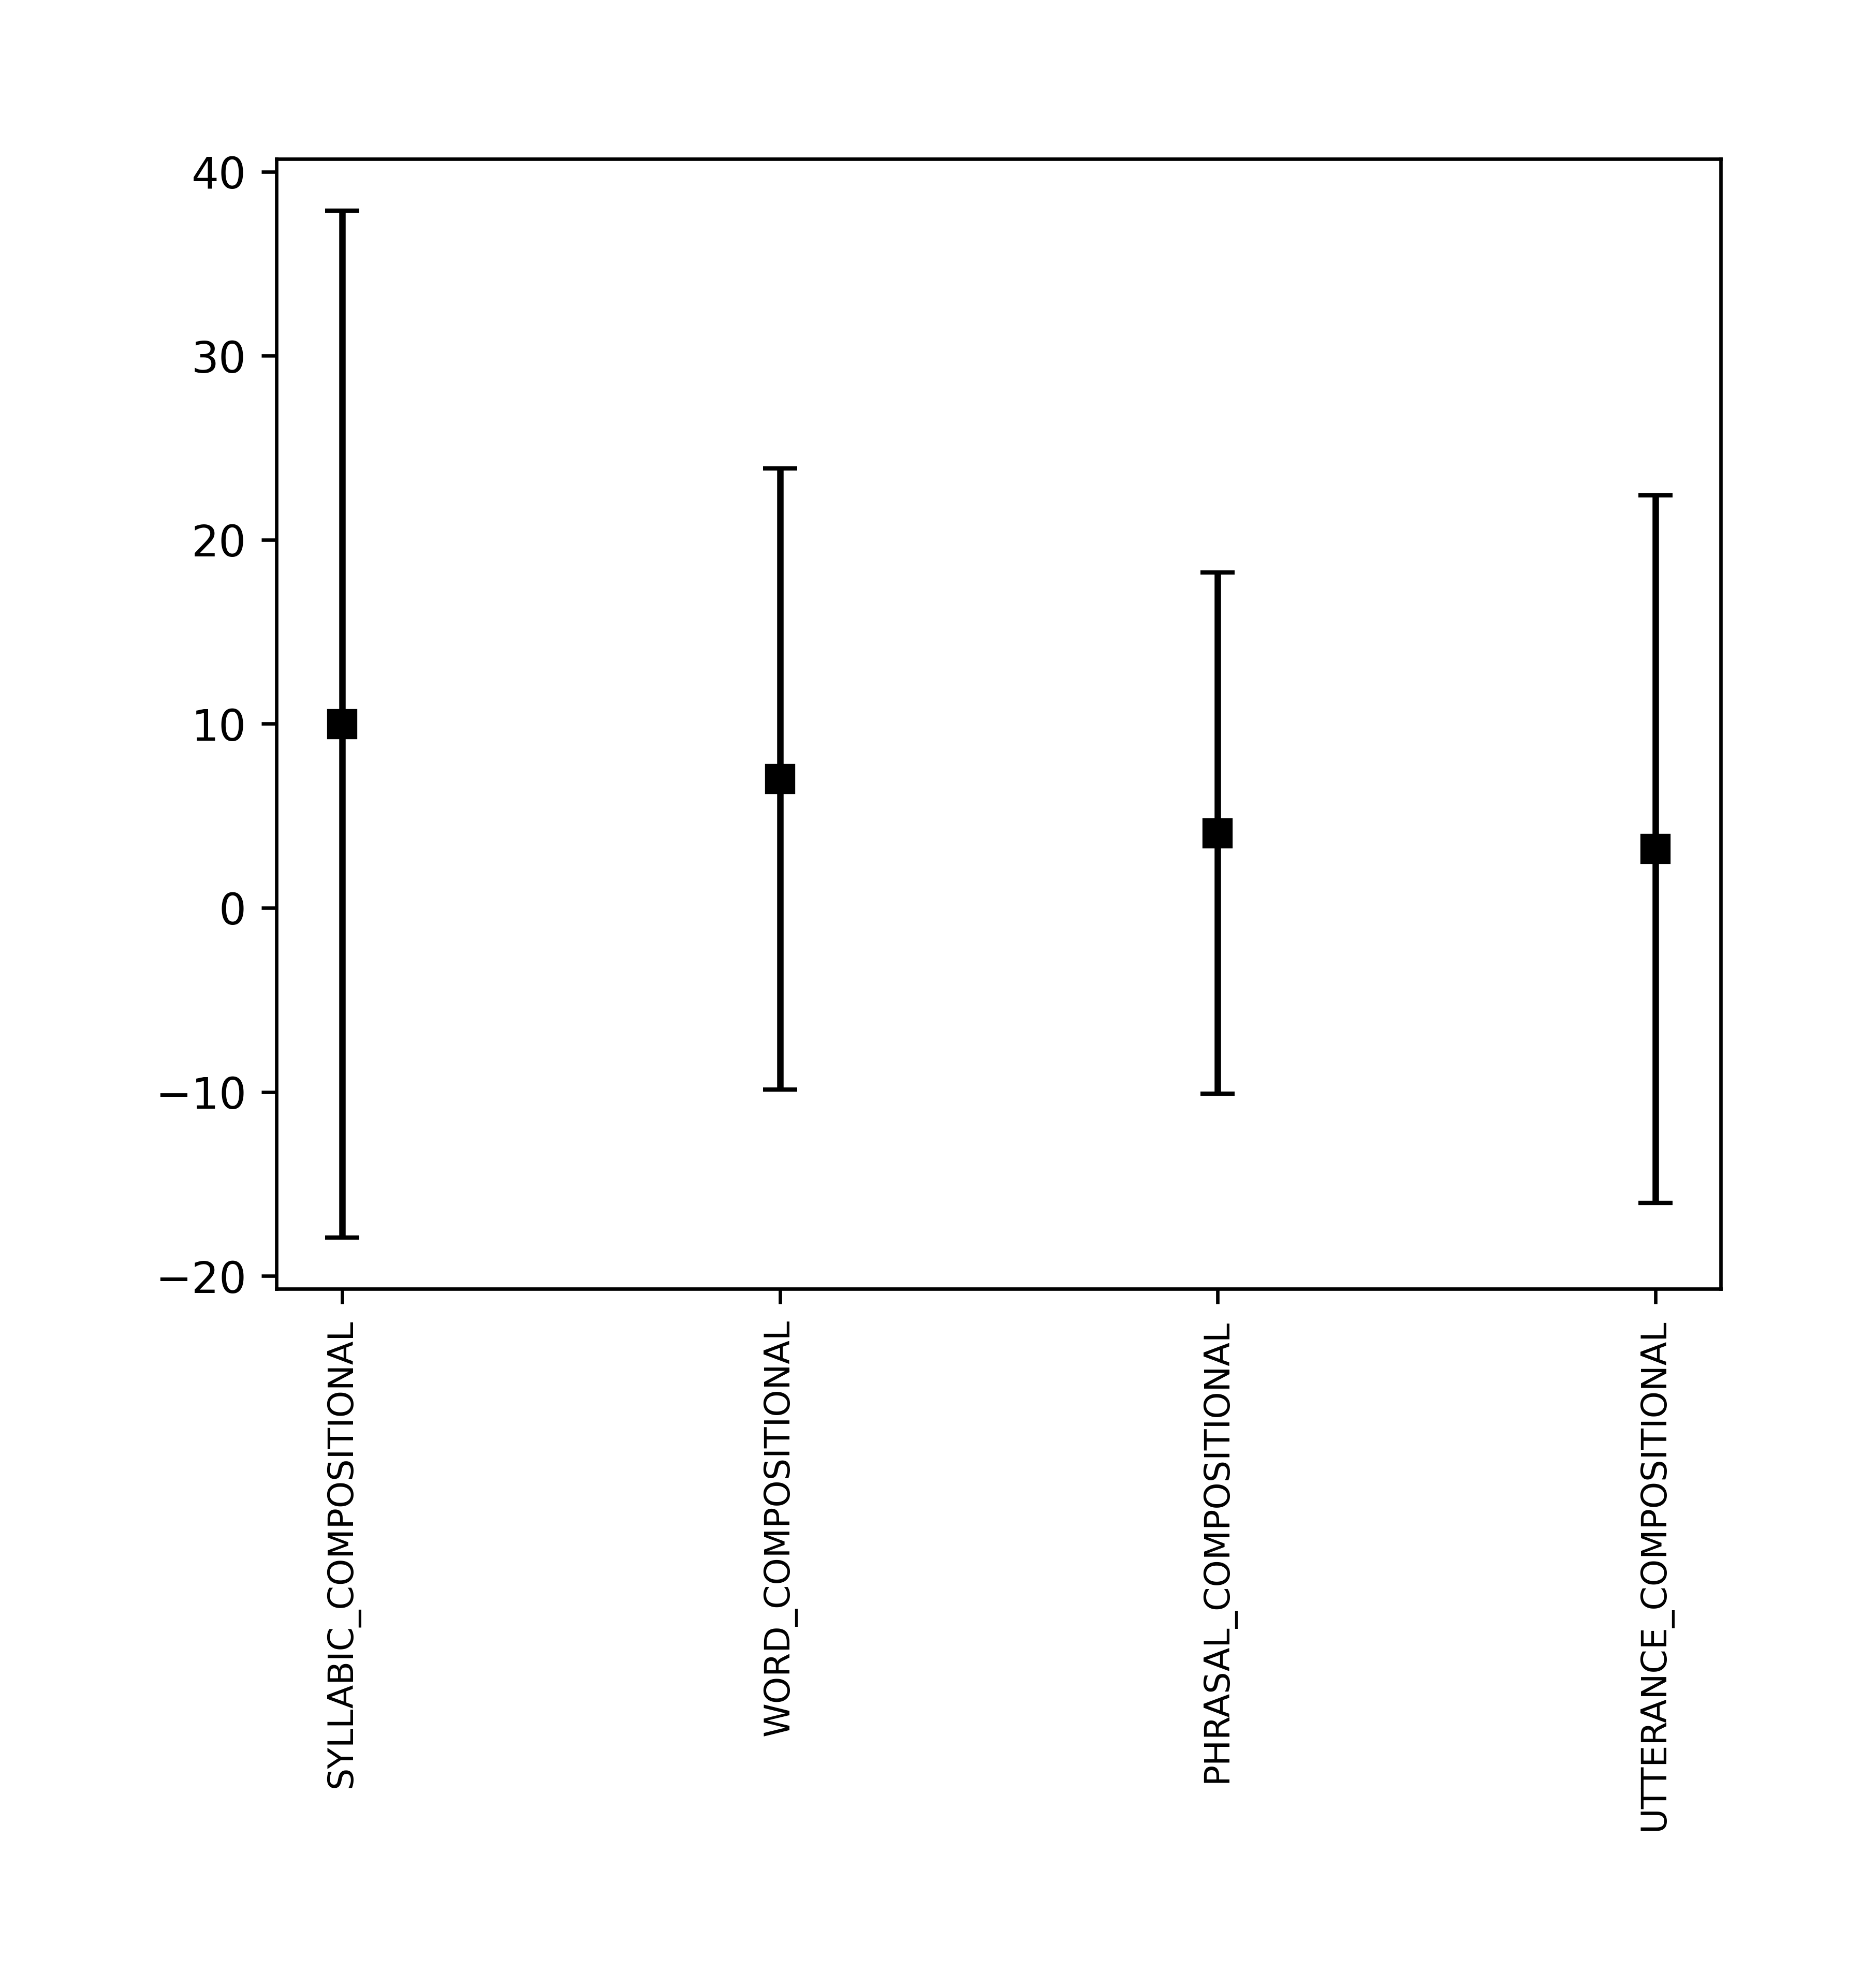 40
30
20
10
0
−10
−20
SYLLABIC_COMPOSITIONAL
WORD_COMPOSITIONAL
PHRASAL_COMPOSITIONAL
UTTERANCE_COMPOSITIONAL